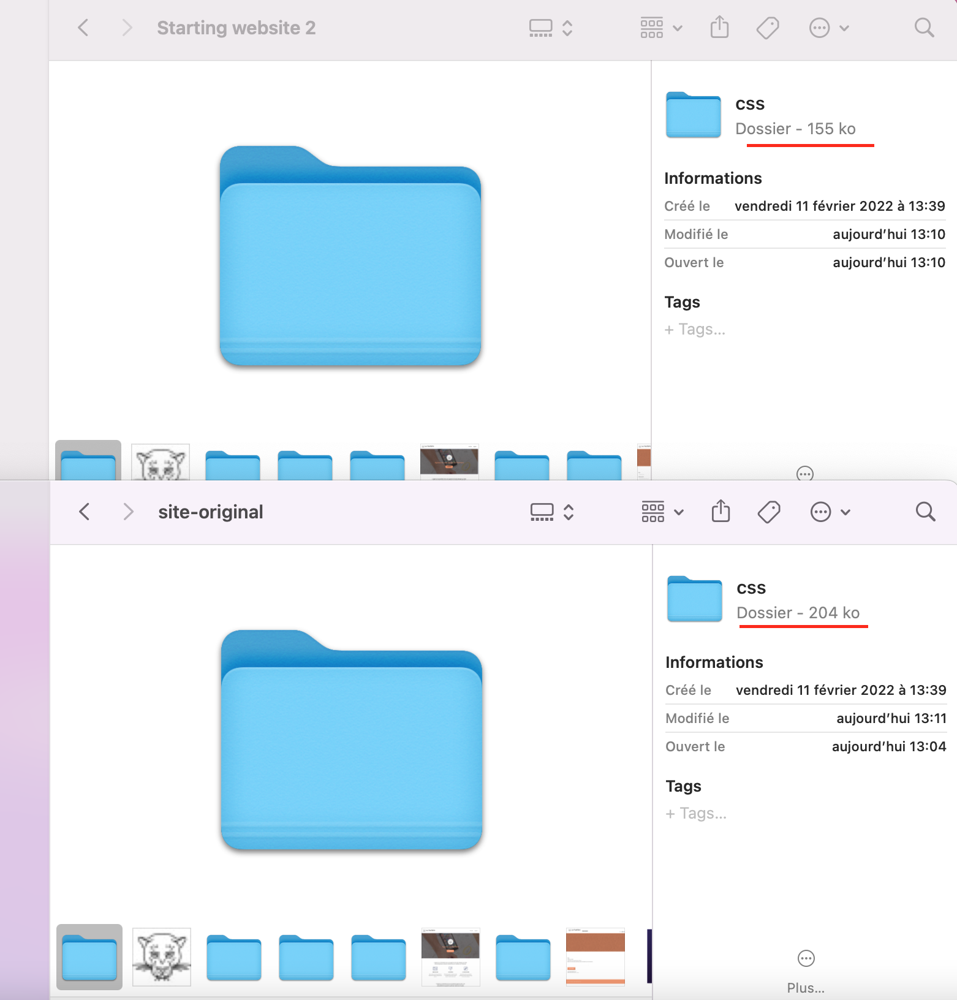 Starting website 2
css
Dossier - 155 ko
Informations
Créé le vendredi 11 février 2022 à 13:39
Modifié le aujourd’hui 13:10
Ouvert le aujourd’hui 13:10
Tags
+ Tags...
site-original
css
Dossier - 204 ko
Informations
Créé le vendredi 11 février 2022 à 13:39
Modifié le aujourd’hui 13:11
Ouvert le aujourd’hui 13:04
Tags
+ Tags...
Plus...